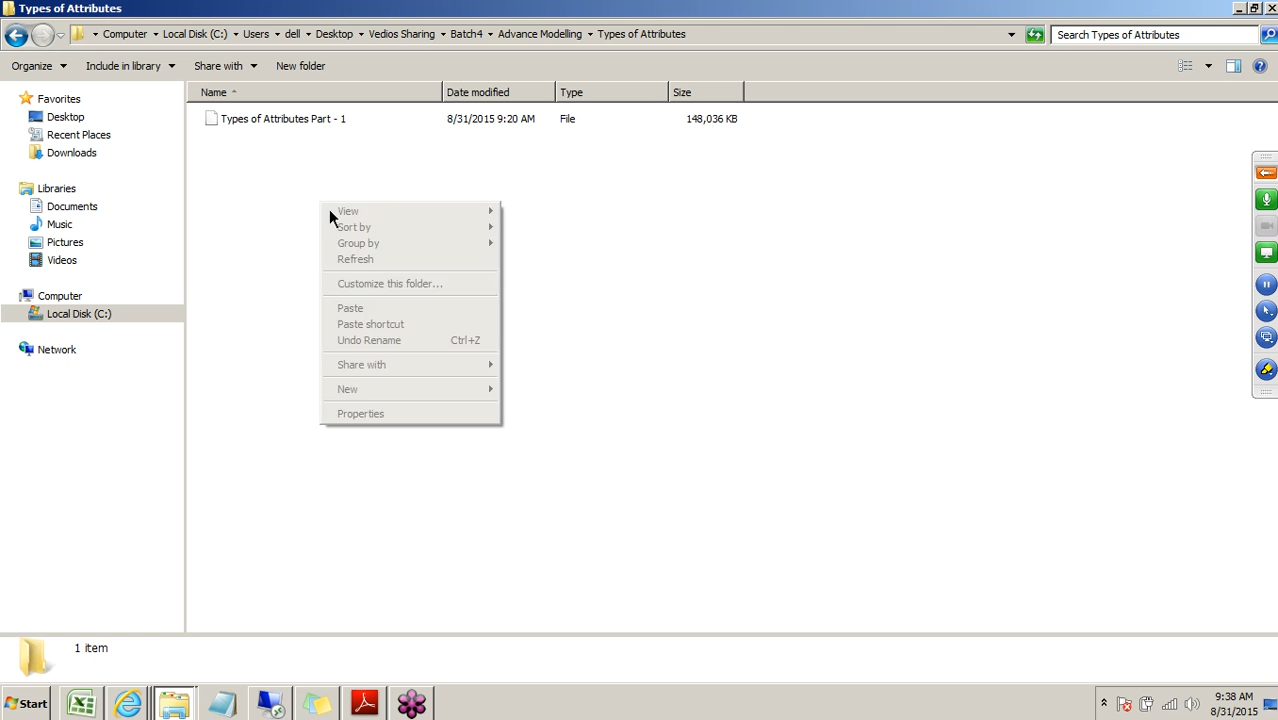 Types of Attributes
Computer Local Disk (C:) Users dell Desktop Vedios Sharing Batch4 Advance Modelling Types of Attributes
Search Types of Attributes
Organize Include in library Share with New folder
Name Date modified Type Size
Types of Attributes Part - 1 8/31/2015 9:20 AM File 148,036 KB
Favorites
Desktop
Recent Places
Downloads
Libraries
Documents
Music
Pictures
Videos
Computer
Local Disk (C:)
Network
View
Sort by
Group by
Refresh
Customize this folder...
Paste
Paste shortcut
Undo Rename Ctrl+Z
Share with
New
Properties
1 item
Start
9:38 AM
8/31/2015